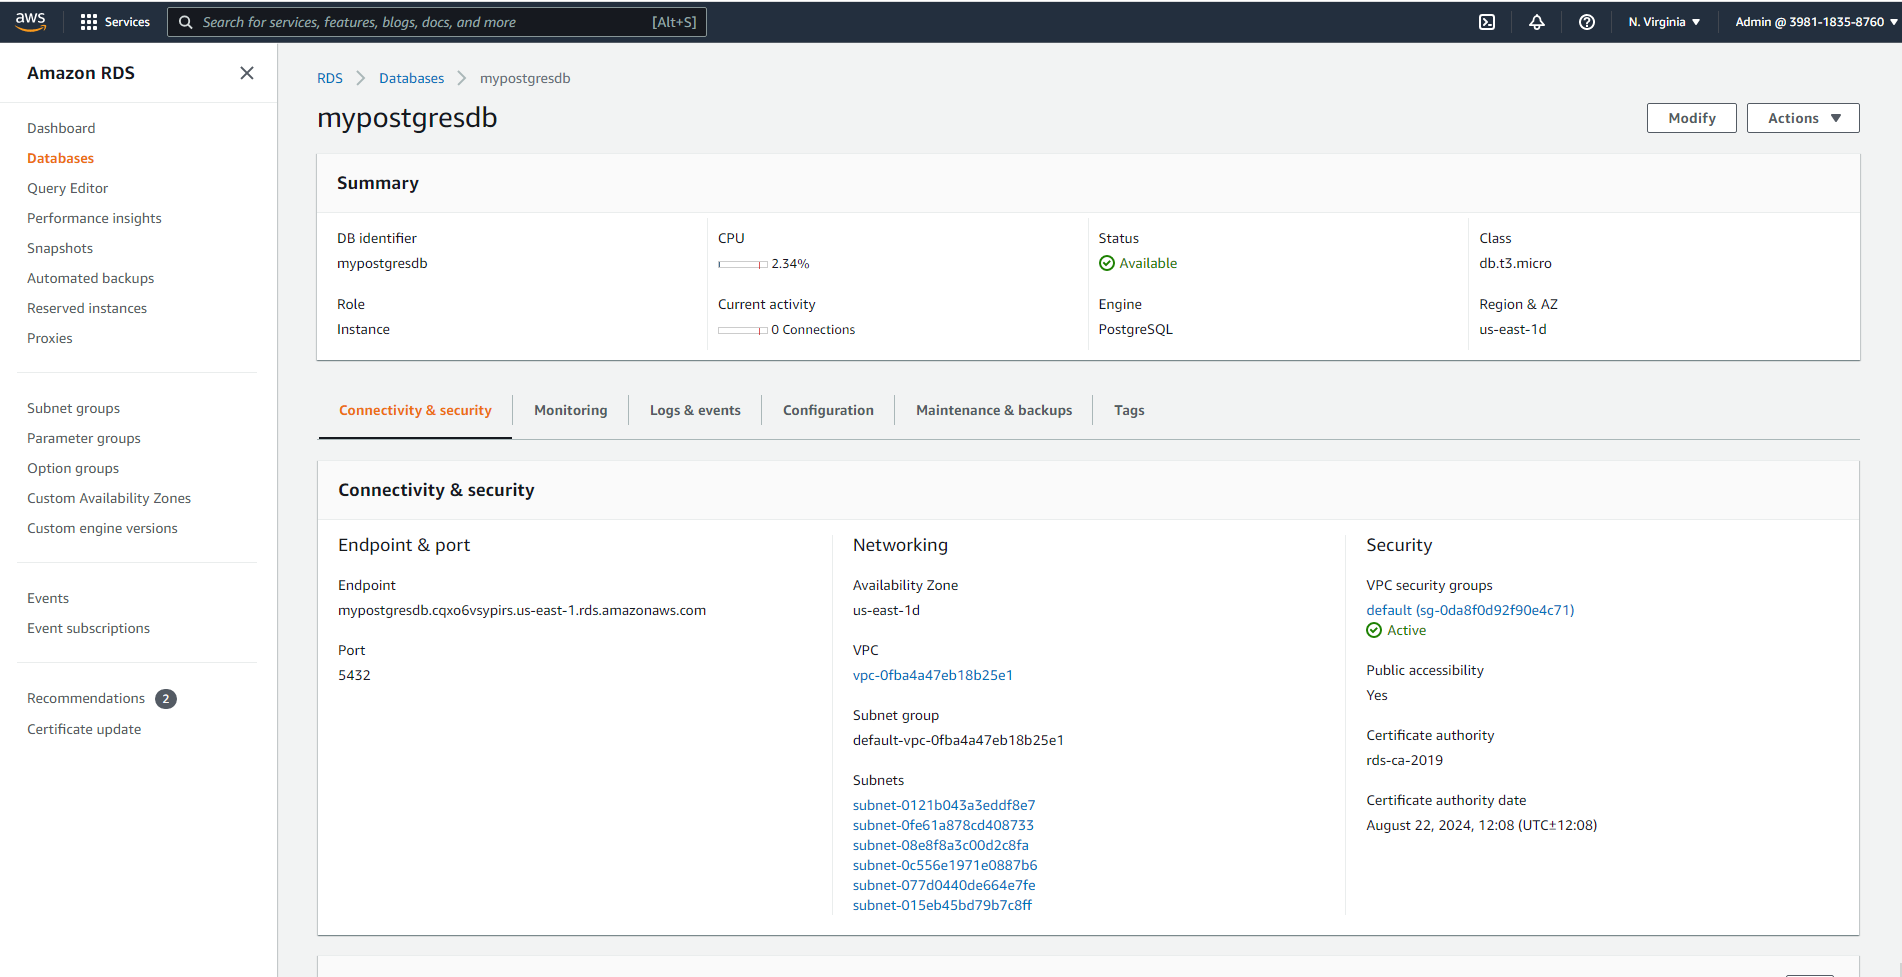 aws Services Search for services, features, blogs, docs, and more [Alt+S] N. Virginia ▼ Admin @ 3981-1835-8760 ▼
Amazon RDS
Dashboard
Databases
Query Editor
Performance insights
Snapshots
Automated backups
Reserved instances
Proxies
Subnet groups
Parameter groups
Option groups
Custom Availability Zones
Custom engine versions
Events
Event subscriptions
Recommendations 2
Certificate update
RDS > Databases > mypostgresdb
mypostgresdb
Modify
Actions ▼
Summary
DB identifier
mypostgresdb
Role
Instance
CPU
2.34%
Current activity
0 Connections
Status
Available
Engine
PostgreSQL
Class
db.t3.micro
Region & AZ
us-east-1d
Connectivity & security Monitoring Logs & events Configuration Maintenance & backups Tags
Connectivity & security
Endpoint & port
Endpoint
mypostgresdb.cqxo6vsypirs.us-east-1.rds.amazonaws.com
Port
5432
Networking
Availability Zone
us-east-1d
VPC
vpc-0fba4a47eb18b25e1
Subnet group
default-vpc-0fba4a47eb18b25e1
Subnets
subnet-0121b043a3eddf8e7
subnet-0fe61a878cd408733
subnet-08e8f8a3c00d2c8fa
subnet-0c556e1971e0887b6
subnet-077d0440de664e7fe
subnet-015eb45bd79b7c8ff
Security
VPC security groups
default (sg-0da8f0d92f90e4c71)
Active
Public accessibility
Yes
Certificate authority
rds-ca-2019
Certificate authority date
August 22, 2024, 12:08 (UTC±12:08)